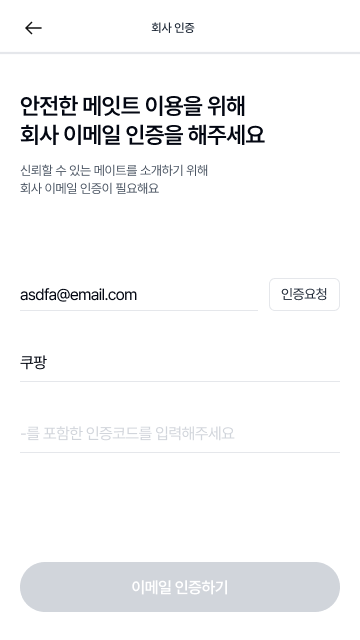 회사 인증
안전한 메잇트 이용을 위해
회사 이메일 인증을 해주세요
신뢰할 수 있는 메이트를 소개하기 위해
회사 이메일 인증이 필요해요
asdfa@email.com
인증요청
쿠팡
-를 포함한 인증코드를 입력해주세요
이메일 인증하기